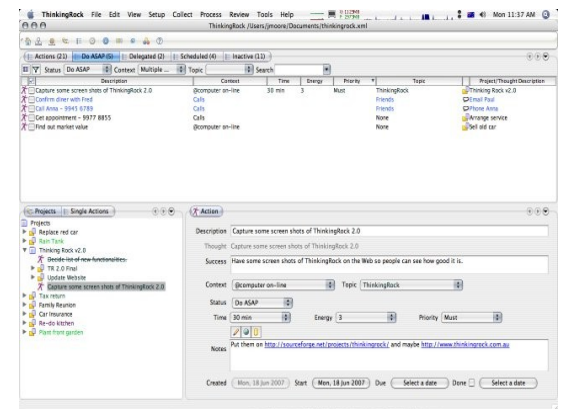 ThinkingRock File Edit View Setup Collect Process Review Tools Help Mon 11:37 AM
ThinkingRock /Users/jmoore/Documents/thinkingrock.xml
Actions (21) Do ASAP (5) Delegated (2) Scheduled (4) Inactive (11)
Status Do ASAP Context Multiple ... Topic Search
Description Context Time Energy Priority Topic Project/Thought Description
Capture some screen shots of ThinkingRock 2.0 @computer on-line 30 min 3 Must ThinkingRock Thinking Rock v2.0
Confirm diner with Fred Calls Friends Email Paul
Call Anna - 9945 6789 Calls Friends Phone Anna
Get appointment - 9977 8855 Calls None Arrange service
Find out market value @computer on-line None Sell old car
Projects Single Actions
Projects
Replace red car
Rain Tank
Thinking Rock v2.0
Decide list of new functionalities.
TR 2.0 Final
Update Website
Capture some screen shots of ThinkingRock 2.0
Tax return
Family Reunion
Car Insurance
Re-do kitchen
Plant front garden
Action
Description Capture some screen shots of ThinkingRock 2.0
Thought Capture some screen shots of ThinkingRock 2.0
Success Have some screen shots of ThinkingRock on the Web so people can see how good it is.
Context @computer on-line Topic ThinkingRock
Status Do ASAP
Time 30 min Energy 3 Priority Must
Notes Put them on http://sourceforge.net/projects/thinkingrock/ and maybe http://www.thinkingrock.com.au
Created Mon, 18 Jun 2007 Start Mon, 18 Jun 2007 Due Select a date Done Select a date